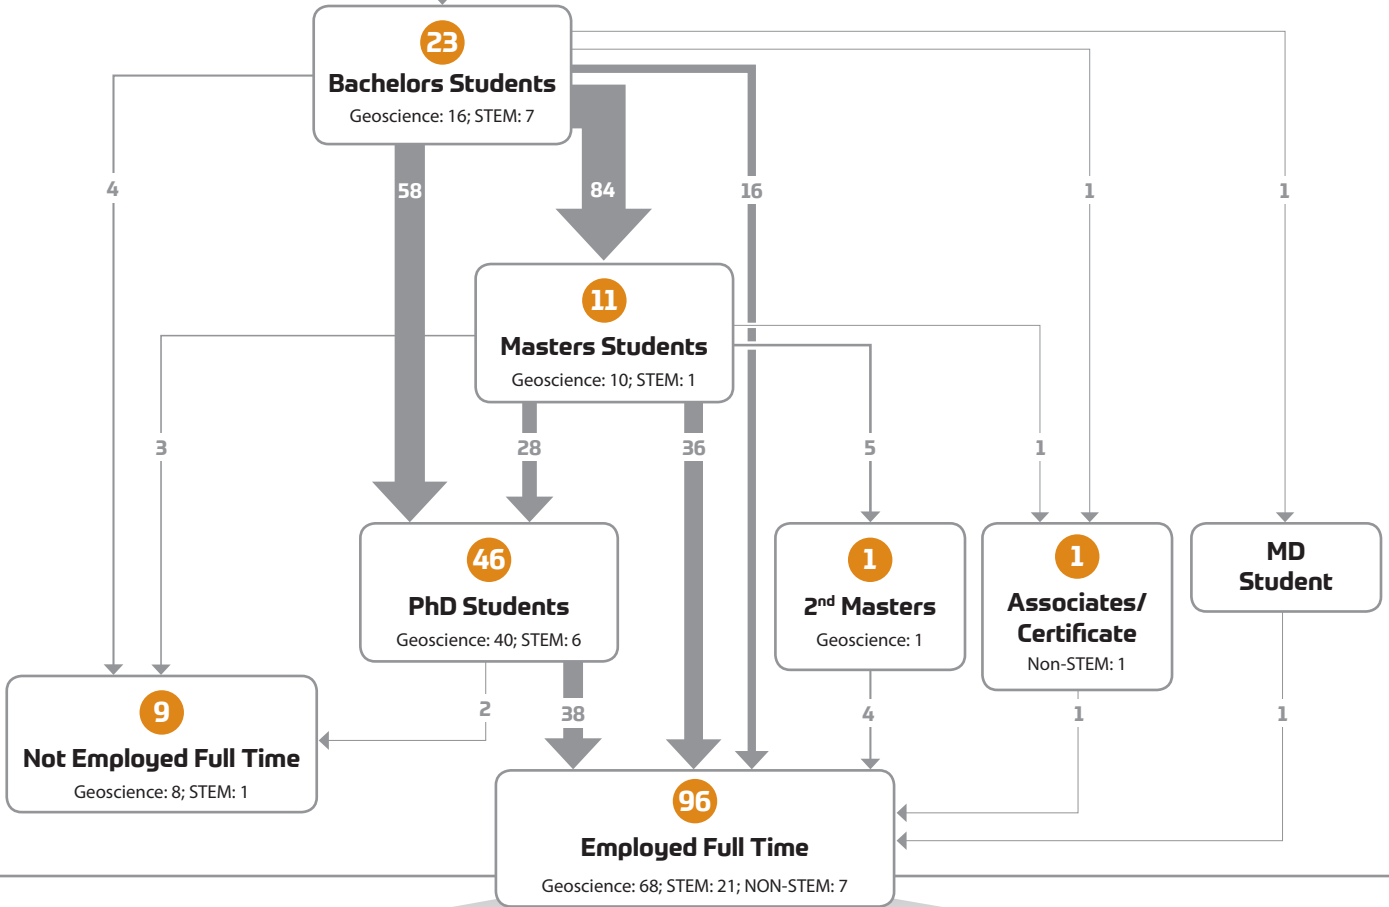 23
Bachelors Students
Geoscience: 16; STEM: 7
4
58
84
16
1
1
11
Masters Students
Geoscience: 10; STEM: 1
3
28
36
5
1
46
PhD Students
Geoscience: 40; STEM: 6
1
2nd Masters
Geoscience: 1
1
Associates/
Certificate
Non-STEM: 1
MD
Student
9
Not Employed Full Time
Geoscience: 8; STEM: 1
2
38
4
1
1
96
Employed Full Time
Geoscience: 68; STEM: 21; NON-STEM: 7